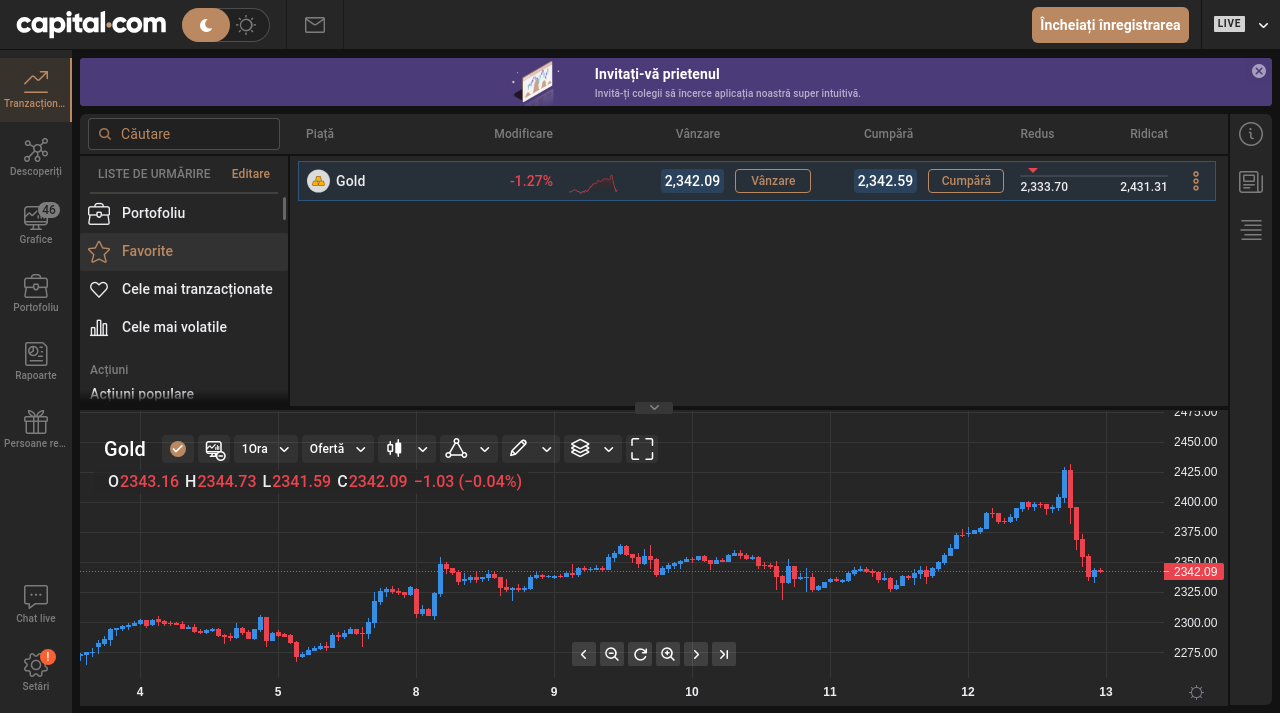 capital.com
Încheiați înregistrarea
LIVE
Invitați-vă prietenul
Invită-ți colegii să încerce aplicația noastră super intuitivă.
Tranzacțion...
Descoperiți
46
Grafice
Portofoliu
Rapoarte
Persoane re...
Chat live
!
Setări
Căutare
LISTE DE URMĂRIRE Editare
Portofoliu
Favorite
Cele mai tranzacționate
Cele mai volatile
Acțiuni
Acțiuni populare
Piață Modificare Vânzare Cumpără Redus Ridicat
Gold -1.27% 2,342.09 Vânzare 2,342.59 Cumpără 2,333.70 2,431.31
Gold 1Ora Ofertă
O2343.16 H2344.73 L2341.59 C2342.09 −1.03 (−0.04%)
2475.00
2450.00
2425.00
2400.00
2375.00
2350.00
2342.09
2325.00
2300.00
2275.00
4 5 8 9 10 11 12 13